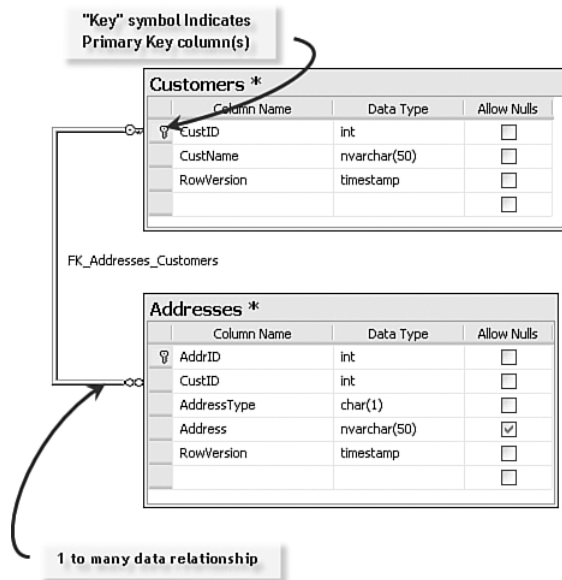 "Key" symbol Indicates
Primary Key column(s)
Customers *
Column Name Data Type Allow Nulls
CustID int
CustName nvarchar(50)
RowVersion timestamp
FK_Addresses_Customers
Addresses *
Column Name Data Type Allow Nulls
AddrID int
CustID int
AddressType char(1)
Address nvarchar(50)
RowVersion timestamp
1 to many data relationship